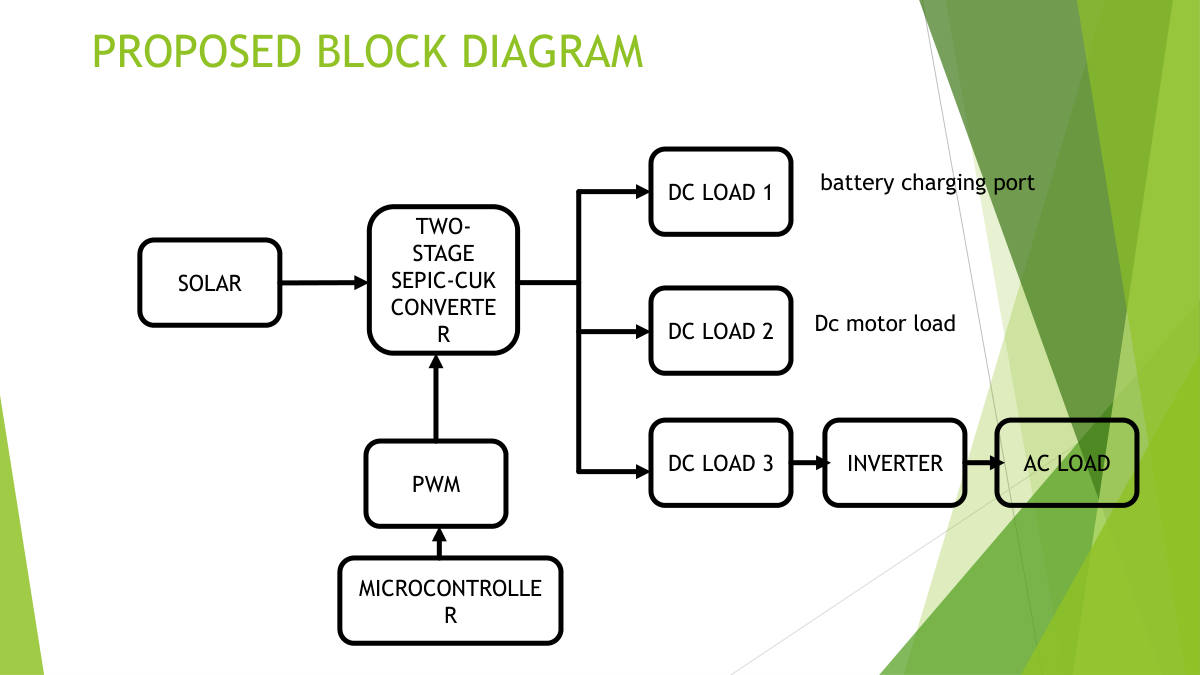 PROPOSED BLOCK DIAGRAM
DC LOAD 1
battery charging port
TWO-
STAGE
SEPIC-CUK
CONVERTE
R
SOLAR
DC LOAD 2
Dc motor load
DC LOAD 3
INVERTER
AC LOAD
PWM
MICROCONTROLLE
R